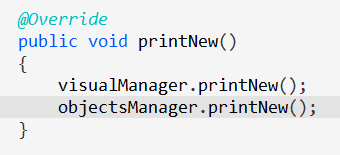 @Override
public void printNew()
{
    visualManager.printNew();
    objectsManager.printNew();
}